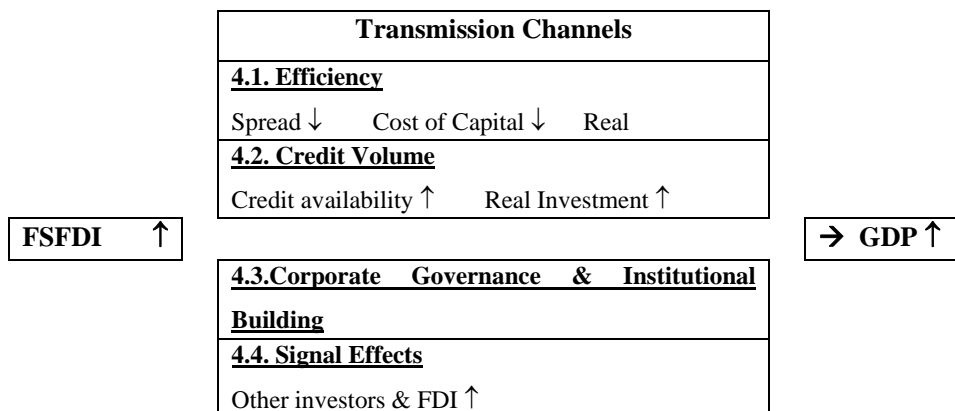 Transmission Channels
4.1. Efficiency
Spread ↓ Cost of Capital ↓ Real
4.2. Credit Volume
Credit availability ↑ Real Investment ↑
FSFDI ↑
→ GDP ↑
4.3.Corporate Governance & Institutional
Building
4.4. Signal Effects
Other investors & FDI ↑